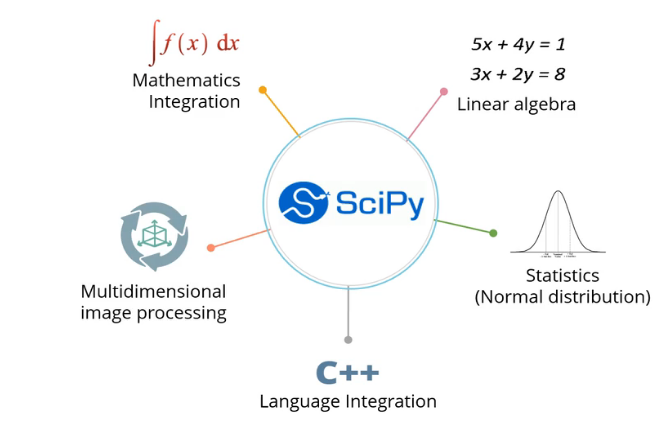 ∫f(x) dx
Mathematics
Integration
5x + 4y = 1
3x + 2y = 8
Linear algebra
SciPy
Statistics
(Normal distribution)
Multidimensional
image processing
C++
Language Integration